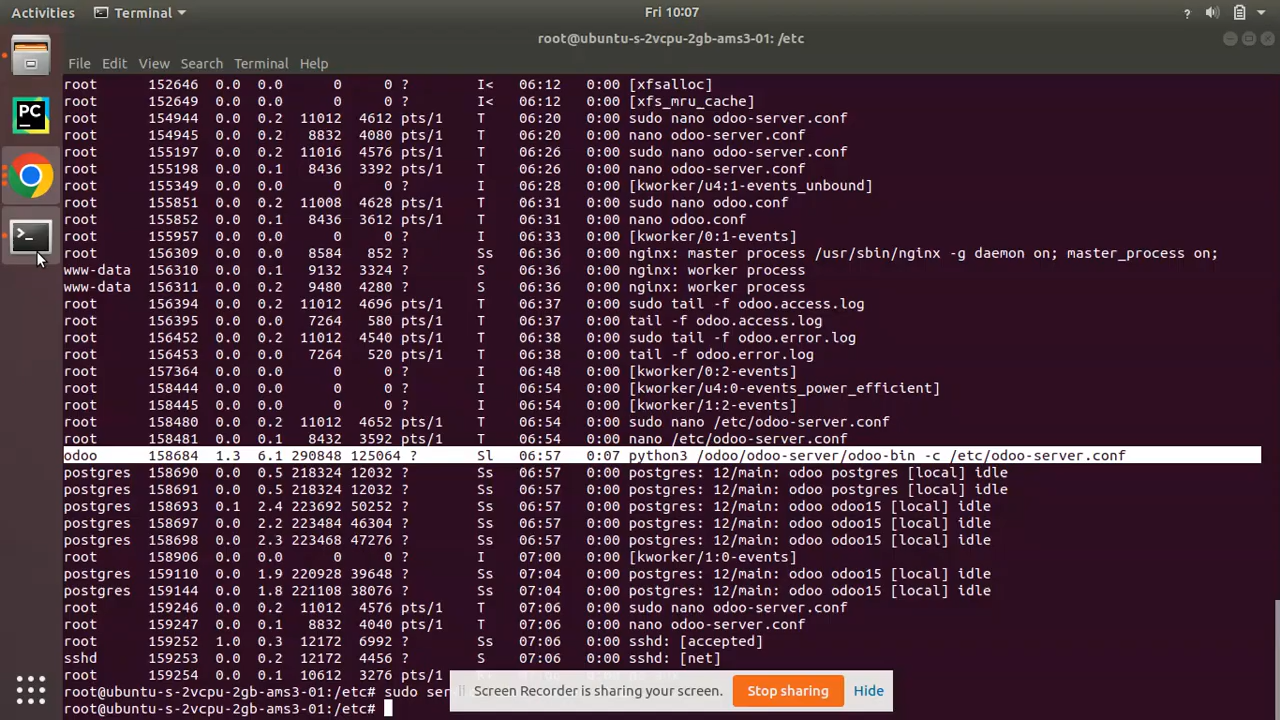 Activities Terminal Fri 10:07 ?
root@ubuntu-s-2vcpu-2gb-ams3-01: /etc
File Edit View Search Terminal Help
PC
root 152646 0.0 0.0 0 0 ? I< 06:12 0:00 [xfsalloc]
root 152649 0.0 0.0 0 0 ? I< 06:12 0:00 [xfs_mru_cache]
root 154944 0.0 0.2 11012 4612 pts/1 T 06:20 0:00 sudo nano odoo-server.conf
root 154945 0.0 0.2 8832 4080 pts/1 T 06:20 0:00 nano odoo-server.conf
root 155197 0.0 0.2 11016 4576 pts/1 T 06:26 0:00 sudo nano odoo-server.conf
root 155198 0.0 0.1 8436 3392 pts/1 T 06:26 0:00 nano odoo-server.conf
root 155349 0.0 0.0 0 0 ? I 06:28 0:00 [kworker/u4:1-events_unbound]
root 155851 0.0 0.2 11008 4628 pts/1 T 06:31 0:00 sudo nano odoo.conf
root 155852 0.0 0.1 8436 3612 pts/1 T 06:31 0:00 nano odoo.conf
root 155957 0.0 0.0 0 0 ? I 06:33 0:00 [kworker/0:1-events]
root 156309 0.0 0.0 8584 852 ? Ss 06:36 0:00 nginx: master process /usr/sbin/nginx -g daemon on; master_process on;
www-data 156310 0.0 0.1 9132 3324 ? S 06:36 0:00 nginx: worker process
www-data 156311 0.0 0.2 9480 4280 ? S 06:36 0:00 nginx: worker process
root 156394 0.0 0.2 11012 4696 pts/1 T 06:37 0:00 sudo tail -f odoo.access.log
root 156395 0.0 0.0 7264 580 pts/1 T 06:37 0:00 tail -f odoo.access.log
root 156452 0.0 0.2 11012 4540 pts/1 T 06:38 0:00 sudo tail -f odoo.error.log
root 156453 0.0 0.0 7264 520 pts/1 T 06:38 0:00 tail -f odoo.error.log
root 157364 0.0 0.0 0 0 ? I 06:48 0:00 [kworker/0:2-events]
root 158444 0.0 0.0 0 0 ? I 06:54 0:00 [kworker/u4:0-events_power_efficient]
root 158445 0.0 0.0 0 0 ? I 06:54 0:00 [kworker/1:2-events]
root 158480 0.0 0.2 11012 4652 pts/1 T 06:54 0:00 sudo nano /etc/odoo-server.conf
root 158481 0.0 0.1 8432 3592 pts/1 T 06:54 0:00 nano /etc/odoo-server.conf
odoo 158684 1.3 6.1 290848 125064 ? Sl 06:57 0:07 python3 /odoo/odoo-server/odoo-bin -c /etc/odoo-server.conf
postgres 158690 0.0 0.5 218324 12032 ? Ss 06:57 0:00 postgres: 12/main: odoo postgres [local] idle
postgres 158691 0.0 0.5 218324 12032 ? Ss 06:57 0:00 postgres: 12/main: odoo postgres [local] idle
postgres 158693 0.1 2.4 223692 50252 ? Ss 06:57 0:00 postgres: 12/main: odoo odoo15 [local] idle
postgres 158697 0.0 2.2 223484 46304 ? Ss 06:57 0:00 postgres: 12/main: odoo odoo15 [local] idle
postgres 158698 0.0 2.3 223468 47276 ? Ss 06:57 0:00 postgres: 12/main: odoo odoo15 [local] idle
root 158906 0.0 0.0 0 0 ? I 07:00 0:00 [kworker/1:0-events]
postgres 159110 0.0 1.9 220928 39648 ? Ss 07:04 0:00 postgres: 12/main: odoo odoo15 [local] idle
postgres 159144 0.0 1.8 221108 38076 ? Ss 07:04 0:00 postgres: 12/main: odoo odoo15 [local] idle
root 159246 0.0 0.2 11012 4576 pts/1 T 07:06 0:00 sudo nano odoo-server.conf
root 159247 0.0 0.1 8832 4040 pts/1 T 07:06 0:00 nano odoo-server.conf
root 159252 1.0 0.3 12172 6992 ? Ss 07:06 0:00 sshd: [accepted]
sshd 159253 0.0 0.2 12172 4456 ? S 07:06 0:00 sshd: [net]
root 159254 0.0 0.1 10612 3276
root@ubuntu-s-2vcpu-2gb-ams3-01:/etc# sudo ser
root@ubuntu-s-2vcpu-2gb-ams3-01:/etc#
Screen Recorder is sharing your screen. Stop sharing Hide